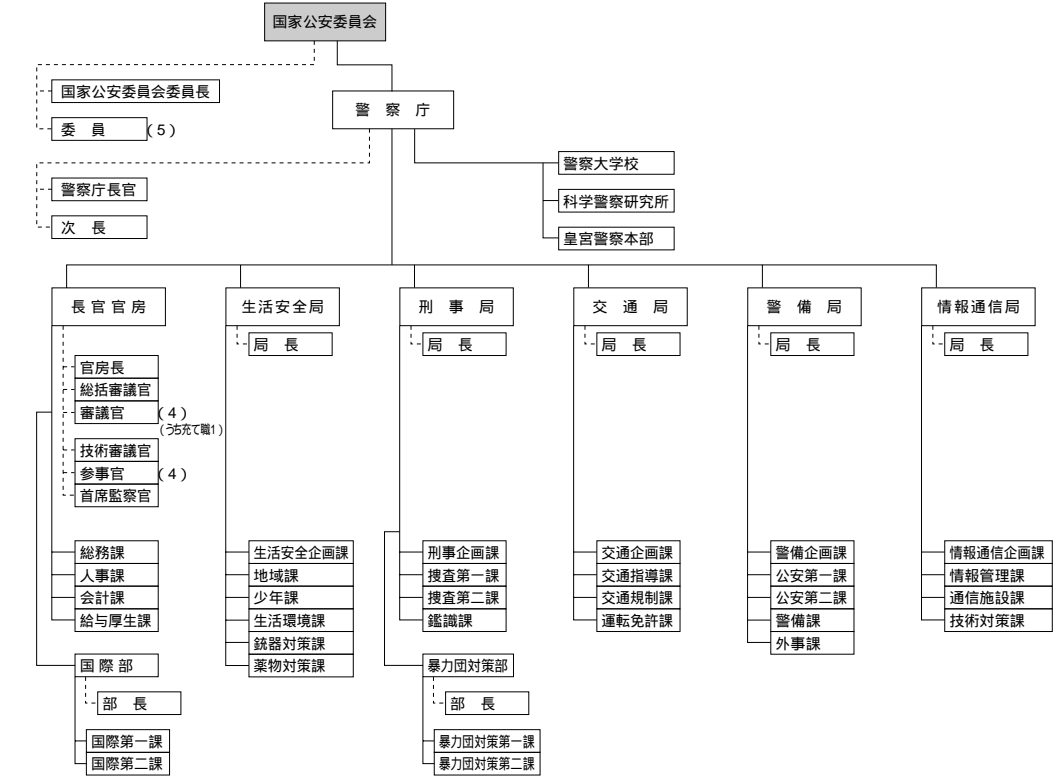 国家公安委員会
国家公安委員会委員長
委 員 (5)
警 察 庁
警察庁長官
次 長
警察大学校
科学警察研究所
皇宮警察本部
長官官房
官房長
総括審議官
審議官 (4)
(うち充て職1)
技術審議官
参事官 (4)
首席監察官
総務課
人事課
会計課
給与厚生課
国際部
部 長
国際第一課
国際第二課
生活安全局
局 長
生活安全企画課
地域課
少年課
生活環境課
銃器対策課
薬物対策課
刑 事 局
局 長
刑事企画課
捜査第一課
捜査第二課
鑑識課
暴力団対策部
部 長
暴力団対策第一課
暴力団対策第二課
交 通 局
局 長
交通企画課
交通指導課
交通規制課
運転免許課
警 備 局
局 長
警備企画課
公安第一課
公安第二課
警備課
外事課
情報通信局
局 長
情報通信企画課
情報管理課
通信施設課
技術対策課